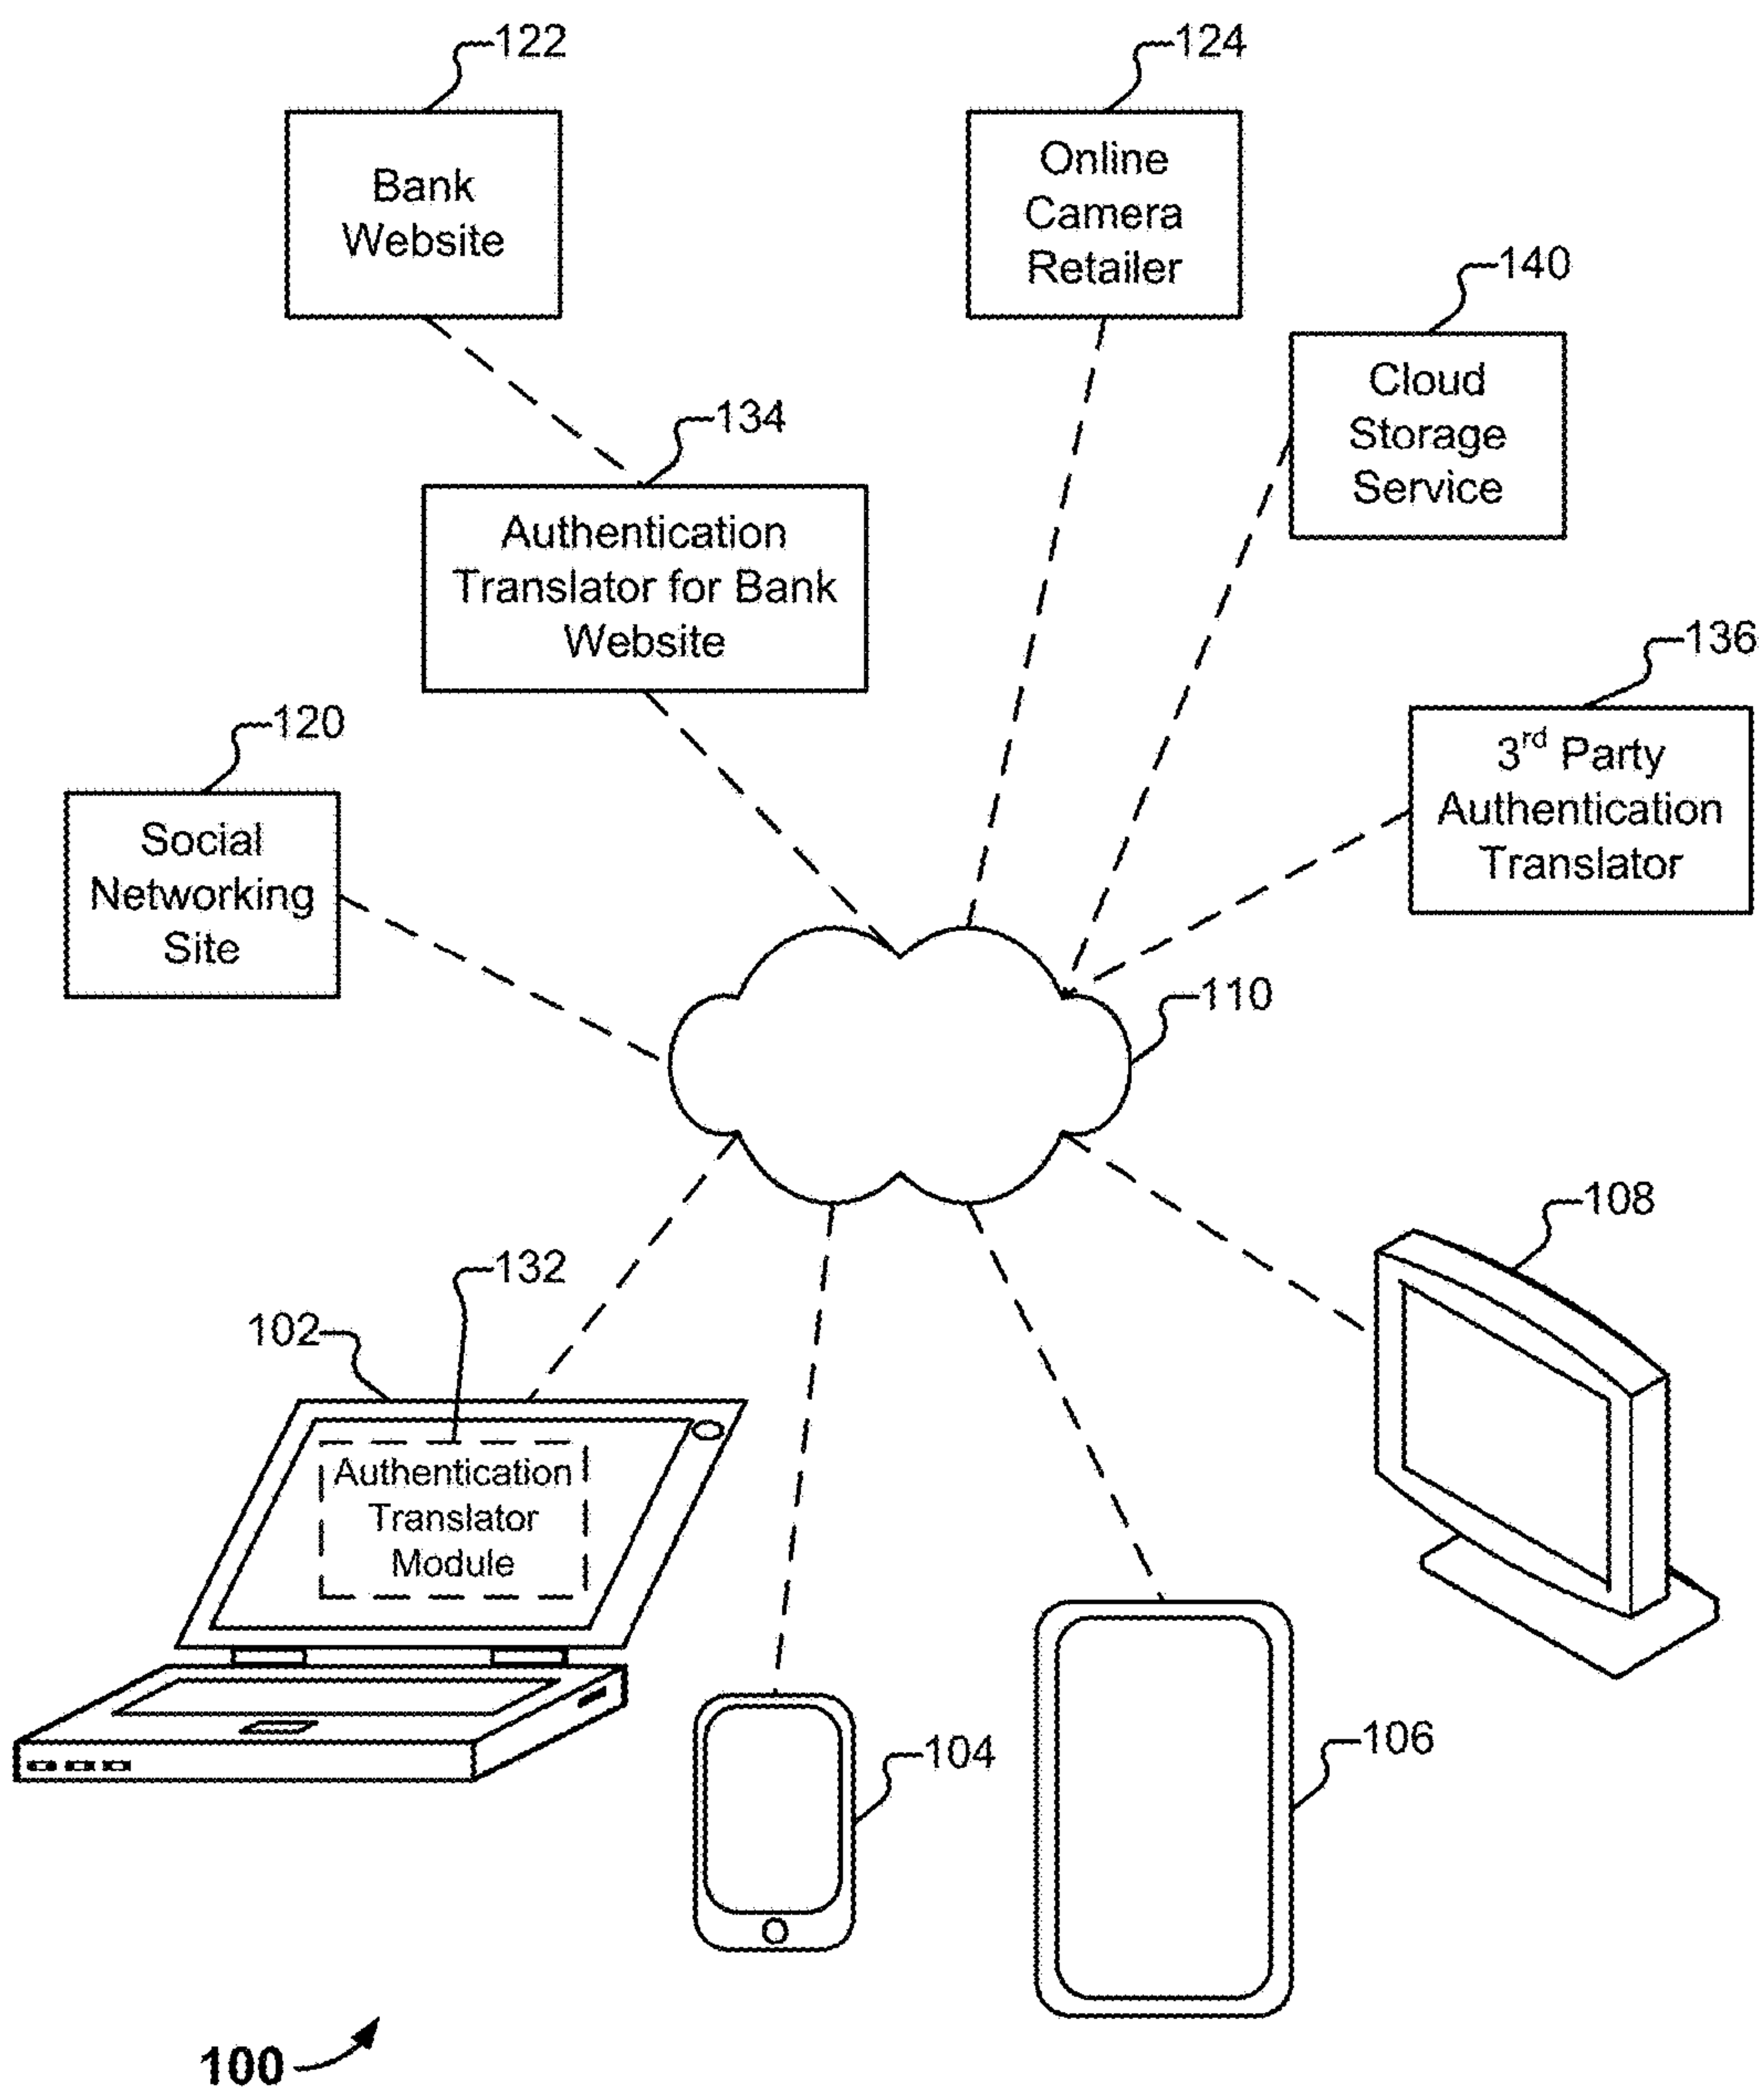 122
Bank
Website
124
Online
Camera
Retailer
140
Cloud
Storage
Service
134
Authentication
Translator for Bank
Website
136
3rd Party
Authentication
Translator
120
Social
Networking
Site
110
108
132
102
Authentication
Translator
Module
104
106
100